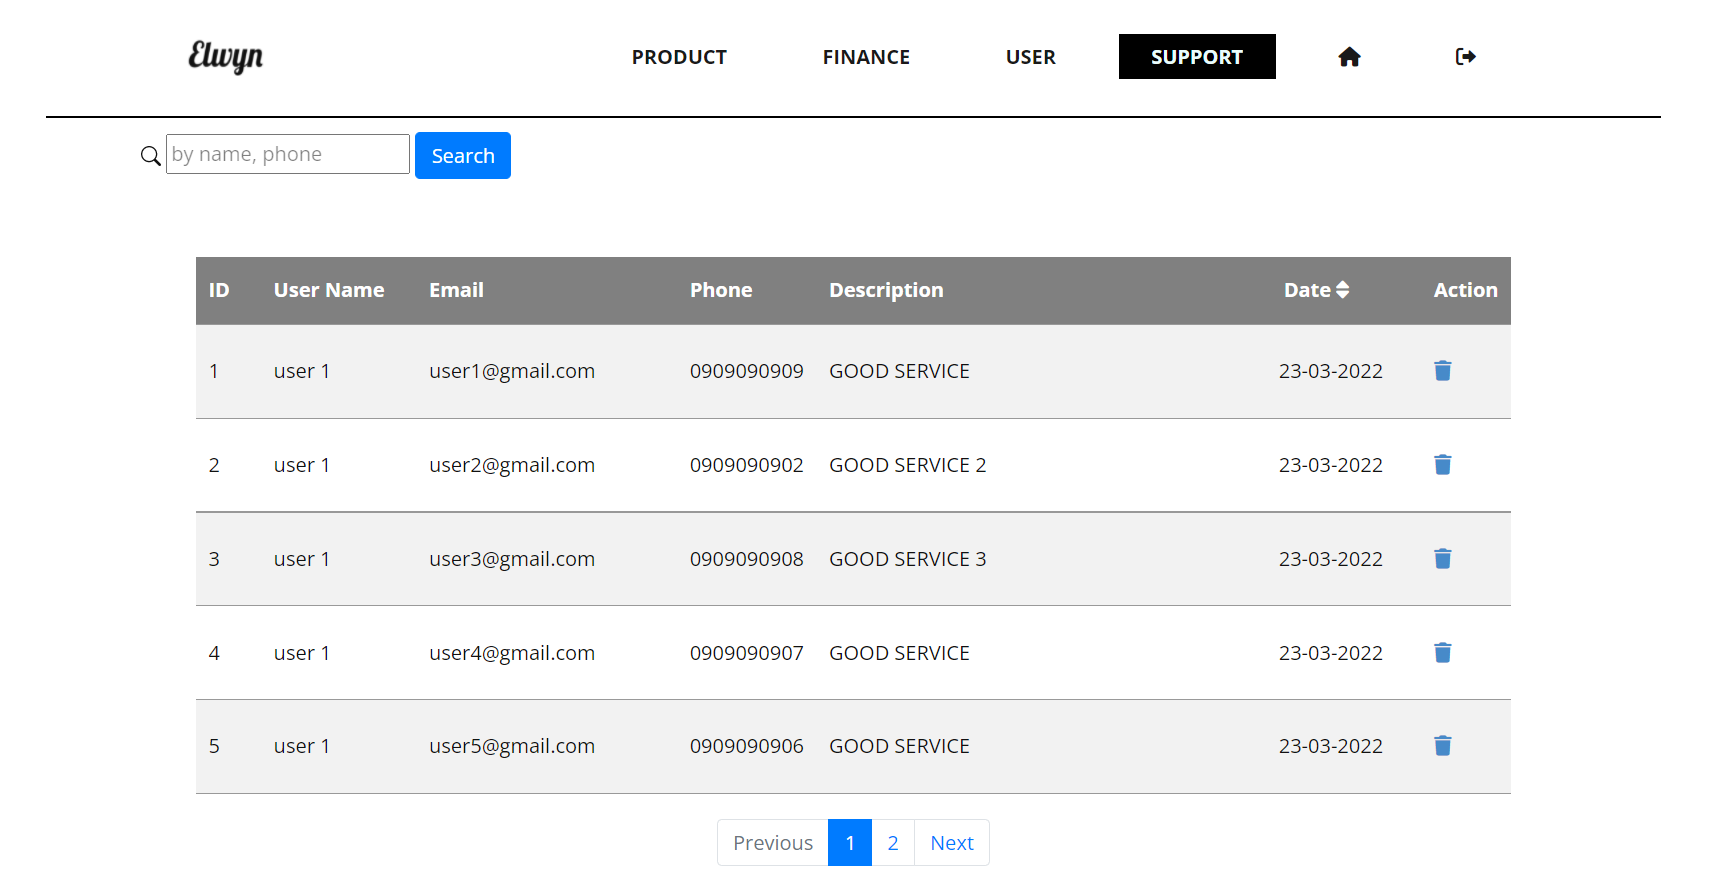 Elwyn PRODUCT FINANCE USER SUPPORT
by name, phone Search
ID User Name Email Phone Description Date Action
1 user 1 user1@gmail.com 0909090909 GOOD SERVICE 23-03-2022
2 user 1 user2@gmail.com 0909090902 GOOD SERVICE 2 23-03-2022
3 user 1 user3@gmail.com 0909090908 GOOD SERVICE 3 23-03-2022
4 user 1 user4@gmail.com 0909090907 GOOD SERVICE 23-03-2022
5 user 1 user5@gmail.com 0909090906 GOOD SERVICE 23-03-2022
Previous 1 2 Next